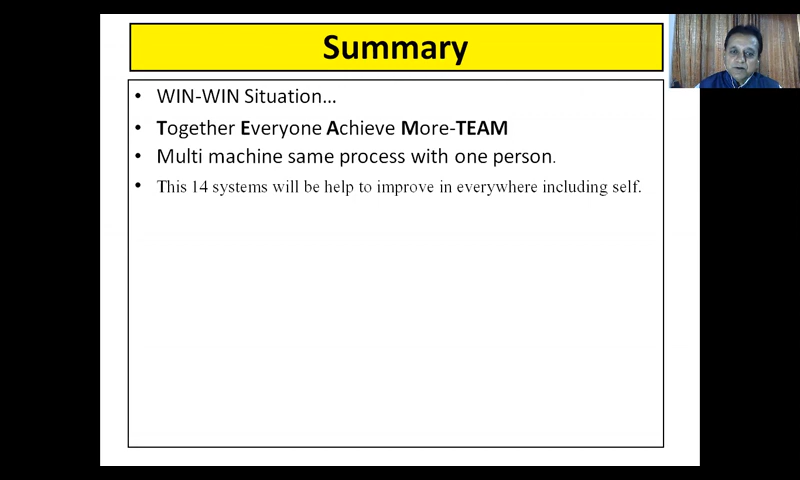 Summary
• WIN-WIN Situation...
• Together Everyone Achieve More-TEAM
• Multi machine same process with one person.
• This 14 systems will be help to improve in everywhere including self.